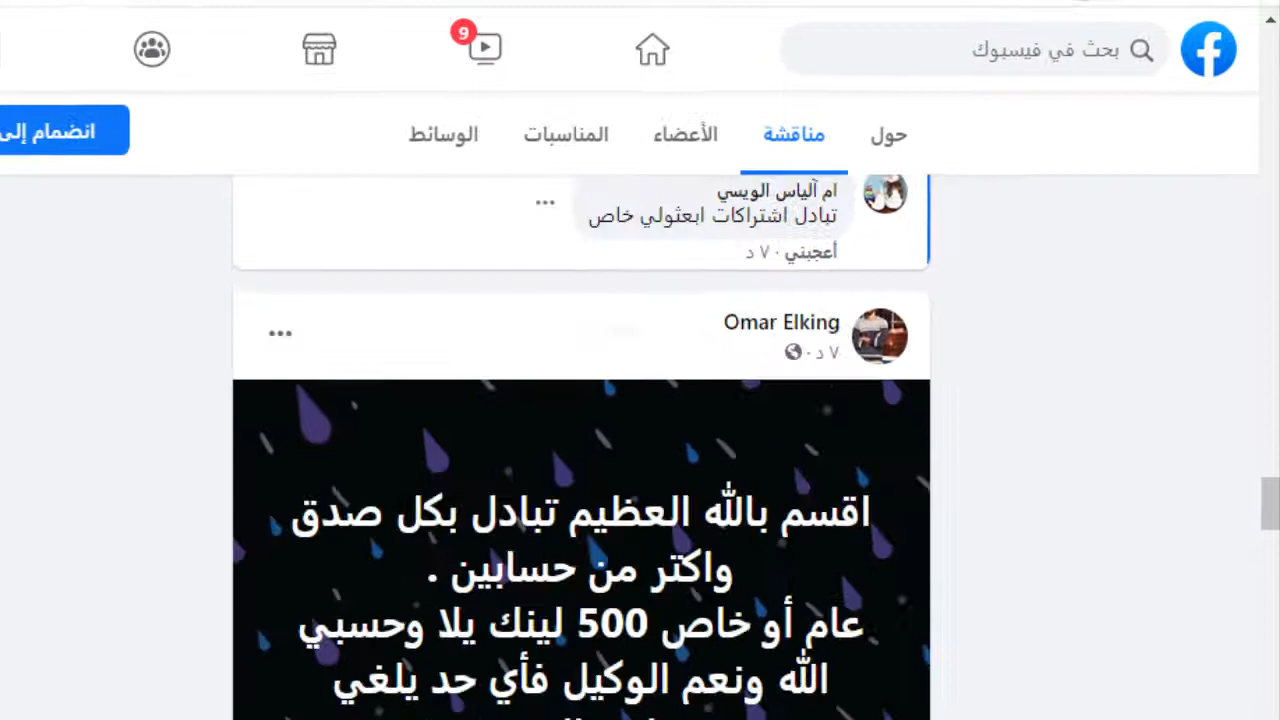 بحث في فيسبوك
9
حول
مناقشة
الأعضاء
المناسبات
الوسائط
انضمام إلى
ام آلياس الويسي
تبادل اشتراكات ابعثولي خاص
أعجبني · ٧ د
Omar Elking
٧ د ·
اقسم بالله العظيم تبادل بكل صدق
واكتر من حسابين .
عام أو خاص 500 لينك يلا وحسبي
الله ونعم الوكيل فأي حد يلغي